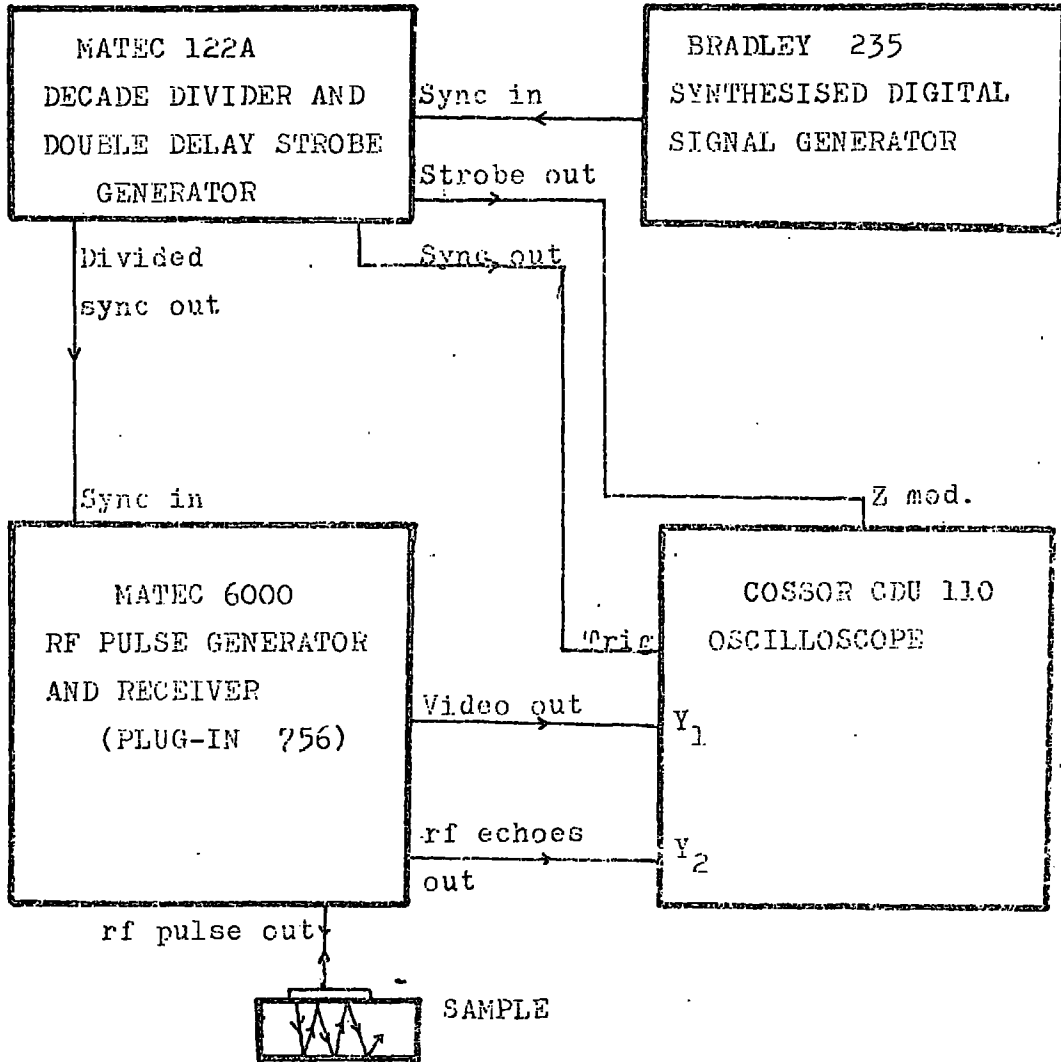 MATEC 122A
DECADE DIVIDER AND
DOUBLE DELAY STROBE
GENERATOR
BRADLEY 235
SYNTHESISED DIGITAL
SIGNAL GENERATOR
Sync in
Strobe out
Sync out
Divided
sync out
Sync in
Z mod.
MATEC 6000
RF PULSE GENERATOR
AND RECEIVER
(PLUG-IN 756)
COSSOR CDU 110
OSCILLOSCOPE
Trig
Video out
Y1
rf echoes
out
Y2
rf pulse out
SAMPLE